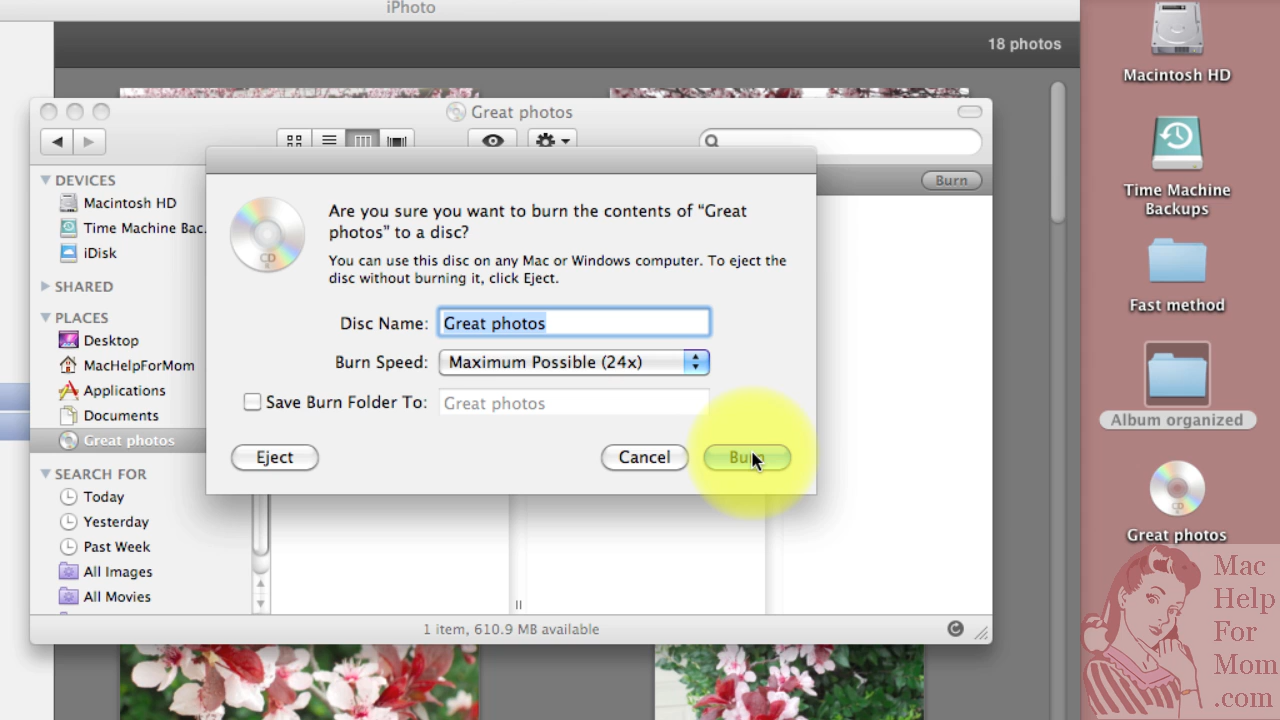 iPhoto
18 photos
Great photos
Burn
DEVICES
Macintosh HD
Time Machine Bac...
iDisk
SHARED
PLACES
Desktop
MacHelpForMom
Applications
Documents
Great photos
SEARCH FOR
Today
Yesterday
Past Week
All Images
All Movies
Are you sure you want to burn the contents of “Great
photos” to a disc?
You can use this disc on any Mac or Windows computer. To eject the
disc without burning it, click Eject.
CD
Disc Name: Great photos
Burn Speed: Maximum Possible (24x)
Save Burn Folder To: Great photos
Eject
Cancel
Burn
1 item, 610.9 MB available
Macintosh HD
Time Machine
Backups
Fast method
Album organized
CD
Great photos
Mac
Help
For
Mom
.com